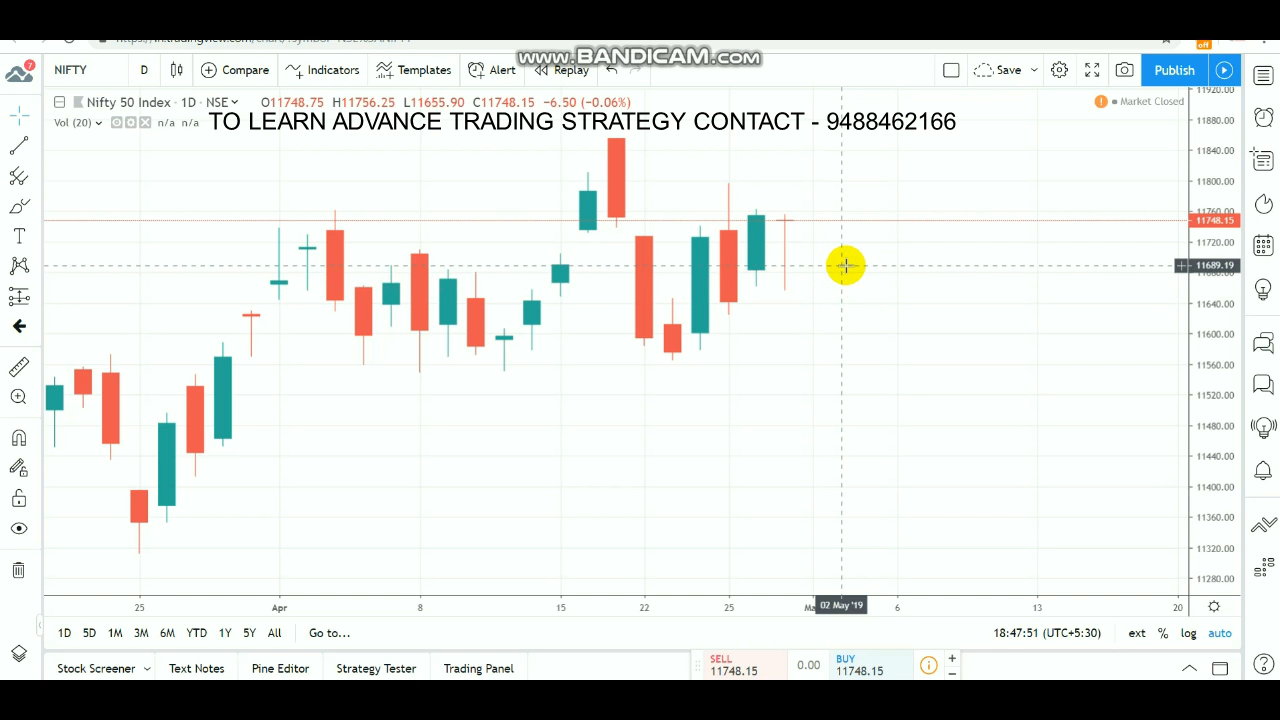 www.BANDICAM.com
off
7
NIFTY D Compare Indicators Templates Alert Replay Save Publish
Nifty 50 Index · 1D · NSE O11748.75 H11756.25 L11655.90 C11748.15 −6.50 (−0.06%)
Market Closed
Vol (20) n/a n/a
TO LEARN ADVANCE TRADING STRATEGY CONTACT - 9488462166
11920.00
11880.00
11840.00
11800.00
11760.00
11748.15
11720.00
11689.19
11680.00
11640.00
11600.00
11560.00
11520.00
11480.00
11440.00
11400.00
11360.00
11320.00
11280.00
25 Apr 8 15 22 25 02 May '19 6 13 20
1D 5D 1M 3M 6M YTD 1Y 5Y All Go to... 18:47:51 (UTC+5:30) ext % log auto
Stock Screener Text Notes Pine Editor Strategy Tester Trading Panel
SELL
11748.15
0.00
BUY
11748.15